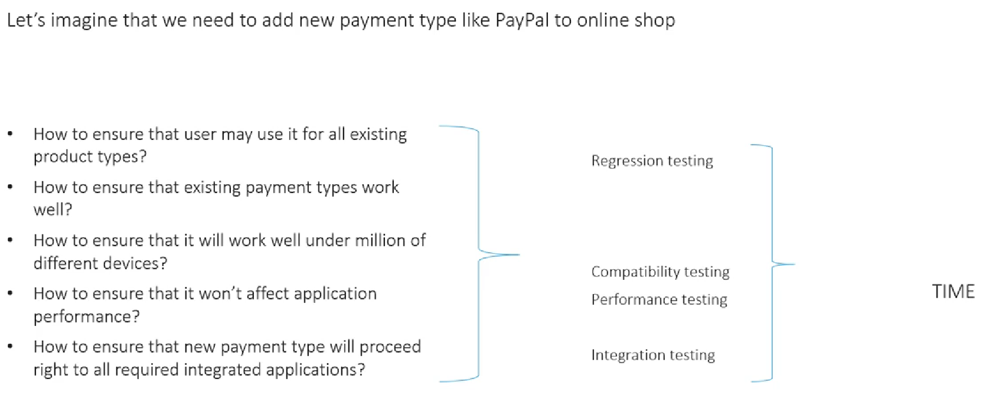 Let's imagine that we need to add new payment type like PayPal to online shop
• How to ensure that user may use it for all existing
product types?
• How to ensure that existing payment types work
well?
• How to ensure that it will work well under million of
different devices?
• How to ensure that it won't affect application
performance?
• How to ensure that new payment type will proceed
right to all required integrated applications?
Regression testing
Compatibility testing
Performance testing
Integration testing
TIME